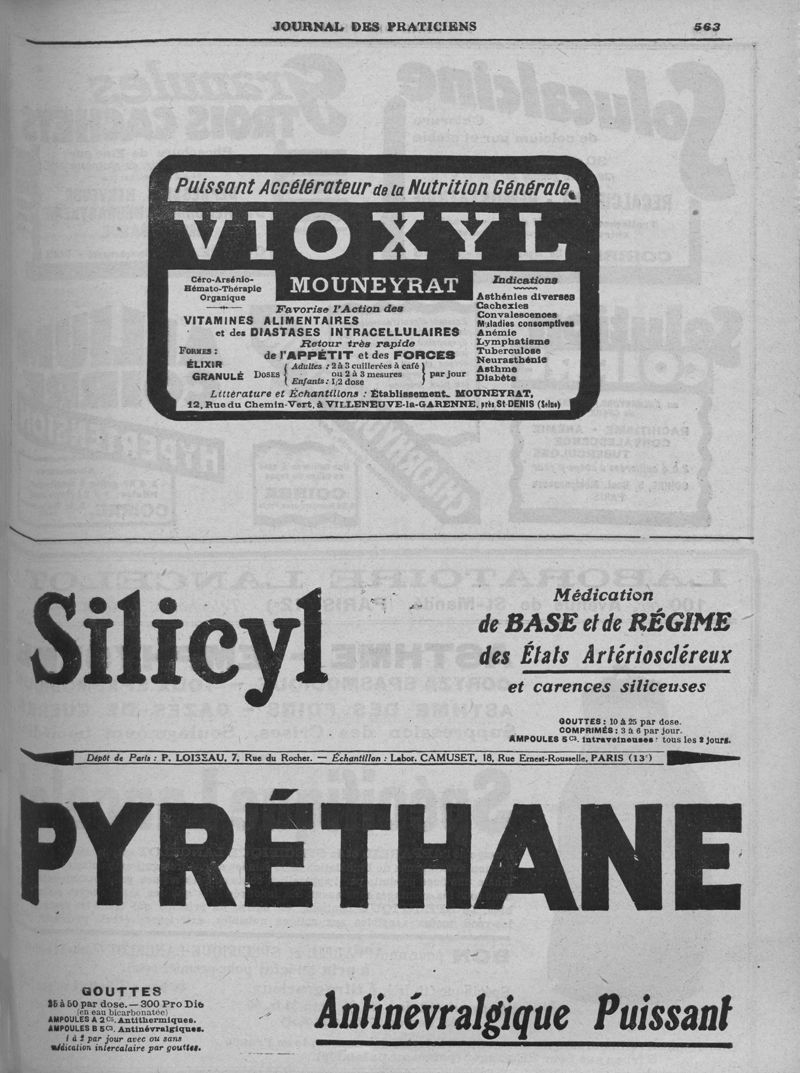 JOURNAL DES PRATICIENS
563
Puissant Accélérateur de la Nutrition Générale
VIOXYL
MOUNEYRAT
Céro-Arsénio-
Hémato-Thérapie
Organique
Favorise l'Action des
VITAMINES ALIMENTAIRES
et des DIASTASES INTRACELLULAIRES
Retour très rapide
de l'APPÉTIT et des FORCES
FORMES :
ÉLIXIR
GRANULÉ
DOSES
Adultes : 2 à 3 cuillerées à café
ou 2 à 3 mesures
Enfants : 1/2 dose
par jour
Indications
Asthénies diverses
Cachexies
Convalescences
Maladies consomptives
Anémie
Lymphatisme
Tuberculose
Neurasthénie
Asthme
Diabète
Littérature et Échantillons : Établissement. MOUNEYRAT,
12, Rue du Chemin-Vert, à VILLENEUVE-la-GARENNE, près St-DENIS (Seine)
Silicyl
Médication
de BASE et de RÉGIME
des États Artérioscléreux
et carences siliceuses
GOUTTES : 10 à 25 par dose.
COMPRIMÉS : 3 à 6 par jour.
AMPOULES 5 cs. intraveineuses : tous les 2 jours.
Dépôt de Paris : P. LOISEAU, 7, Rue du Rocher. — Échantillon : Labor. CAMUSET, 18, Rue Ernest-Rousselle, PARIS (13e)
PYRÉTHANE
GOUTTES
25 à 50 par dose. — 300 Pro Die
(en eau bicarbonatée)
AMPOULES A 2 cs. Antithermiques.
AMPOULES B 5 cs. Antinévralgiques.
1 à 2 par jour avec ou sans
médication intercalaire par gouttes.
Antinévralgique Puissant